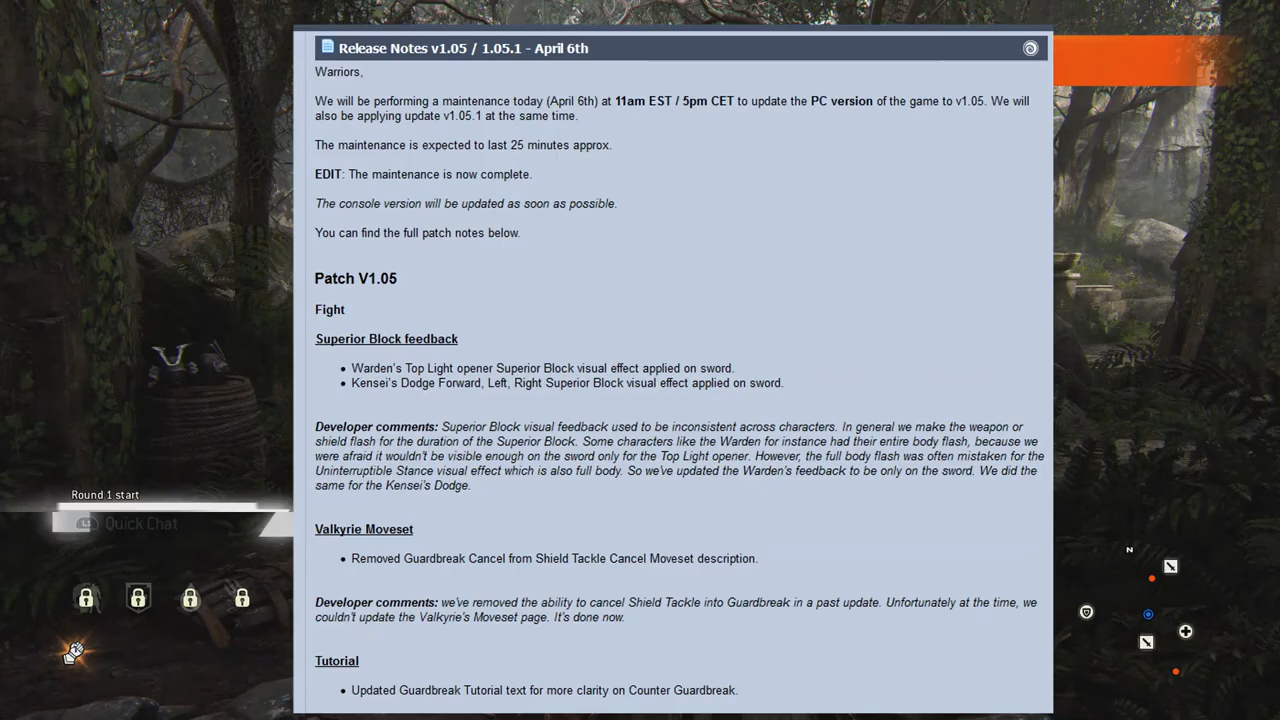 Release Notes v1.05 / 1.05.1 - April 6th
Warriors,
We will be performing a maintenance today (April 6th) at 11am EST / 5pm CET to update the PC version of the game to v1.05. We will
also be applying update v1.05.1 at the same time.
The maintenance is expected to last 25 minutes approx.
EDIT: The maintenance is now complete.
The console version will be updated as soon as possible.
You can find the full patch notes below.
Patch V1.05
Fight
Superior Block feedback
• Warden's Top Light opener Superior Block visual effect applied on sword.
• Kensei's Dodge Forward, Left, Right Superior Block visual effect applied on sword.
Developer comments: Superior Block visual feedback used to be inconsistent across characters. In general we make the weapon or
shield flash for the duration of the Superior Block. Some characters like the Warden for instance had their entire body flash, because we
were afraid it wouldn't be visible enough on the sword only for the Top Light opener. However, the full body flash was often mistaken for the
Uninterruptible Stance visual effect which is also full body. So we've updated the Warden's feedback to be only on the sword. We did the
same for the Kensei's Dodge.
Round 1 start
L1 Quick Chat
Valkyrie Moveset
• Removed Guardbreak Cancel from Shield Tackle Cancel Moveset description.
N
Developer comments: we've removed the ability to cancel Shield Tackle into Guardbreak in a past update. Unfortunately at the time, we
couldn't update the Valkyrie's Moveset page. It's done now.
Tutorial
• Updated Guardbreak Tutorial text for more clarity on Counter Guardbreak.